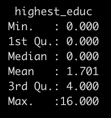 highest_educ
Min.   : 0.000
1st Qu.: 0.000
Median : 0.000
Mean   : 1.701
3rd Qu.: 4.000
Max.   :16.000